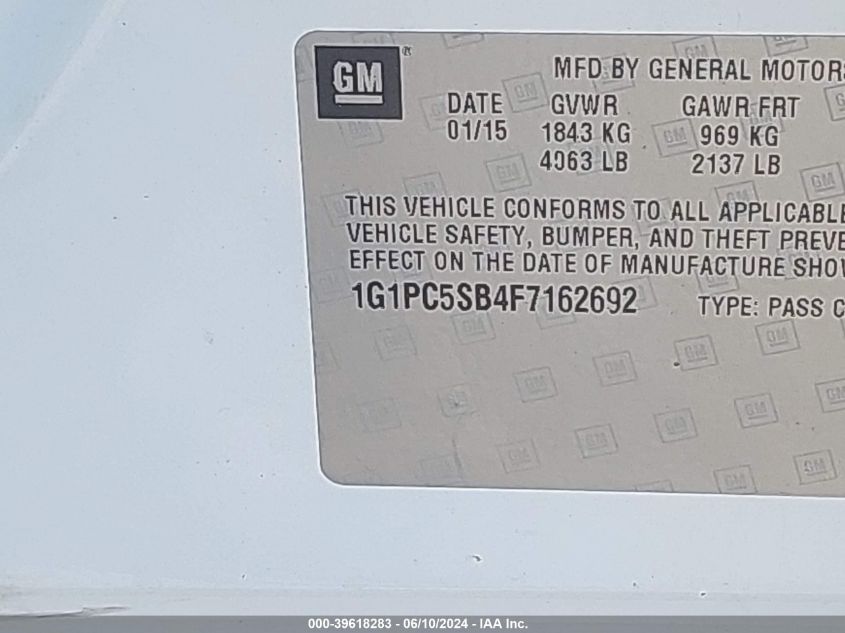 GM®
MFD BY GENERAL MOTORS
DATE GVWR GAWR FRT
01/15 1843 KG 969 KG
4063 LB 2137 LB
THIS VEHICLE CONFORMS TO ALL APPLICABLE
VEHICLE SAFETY, BUMPER, AND THEFT PREVE
EFFECT ON THE DATE OF MANUFACTURE SHOW
1G1PC5SB4F7162692 TYPE: PASS C
000-39618283 - 06/10/2024 - IAA Inc.